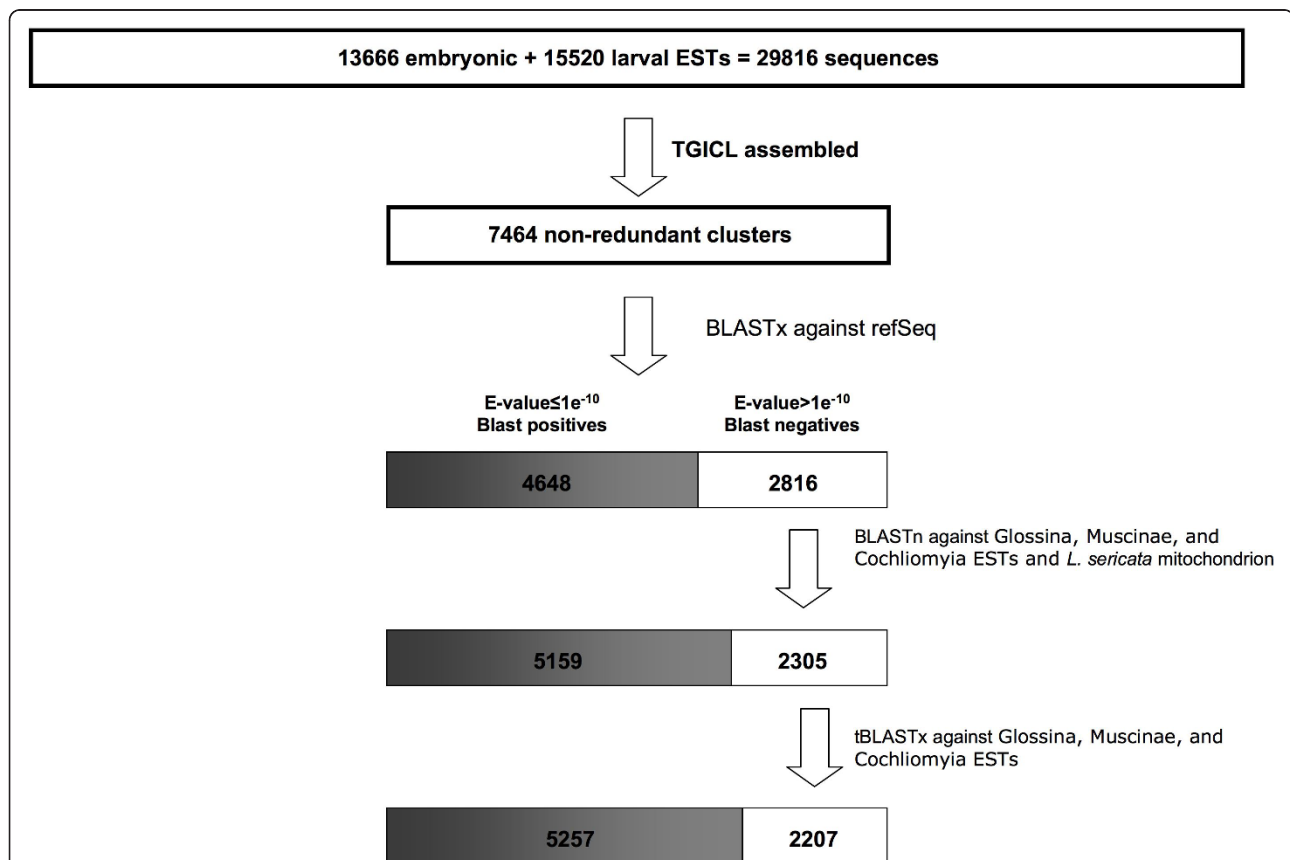 13666 embryonic + 15520 larval ESTs = 29816 sequences
TGICL assembled
7464 non-redundant clusters
BLASTx against refSeq
E-value≤1e⁻¹⁰
Blast positives
E-value>1e⁻¹⁰
Blast negatives
4648
2816
BLASTn against Glossina, Muscinae, and
Cochliomyia ESTs and L. sericata mitochondrion
5159
2305
tBLASTx against Glossina, Muscinae, and
Cochliomyia ESTs
5257
2207